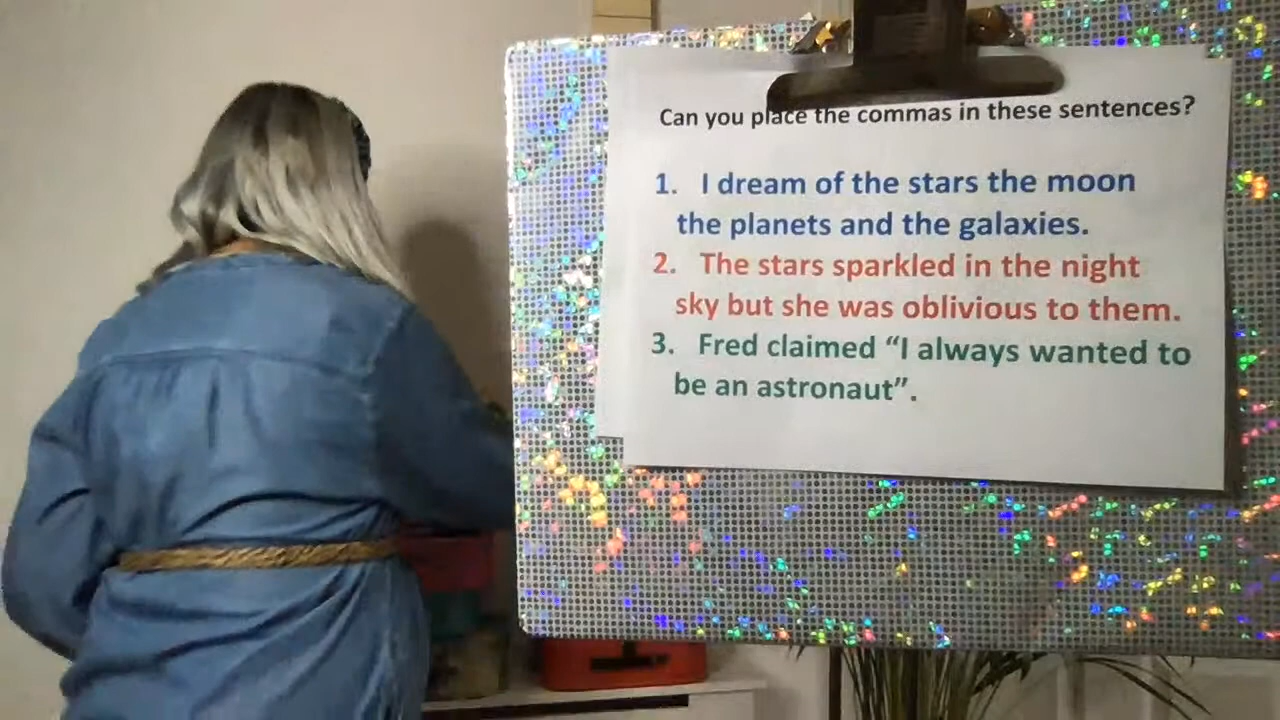 Can you place the commas in these sentences?
1. I dream of the stars the moon
the planets and the galaxies.
2. The stars sparkled in the night
sky but she was oblivious to them.
3. Fred claimed “I always wanted to
be an astronaut”.